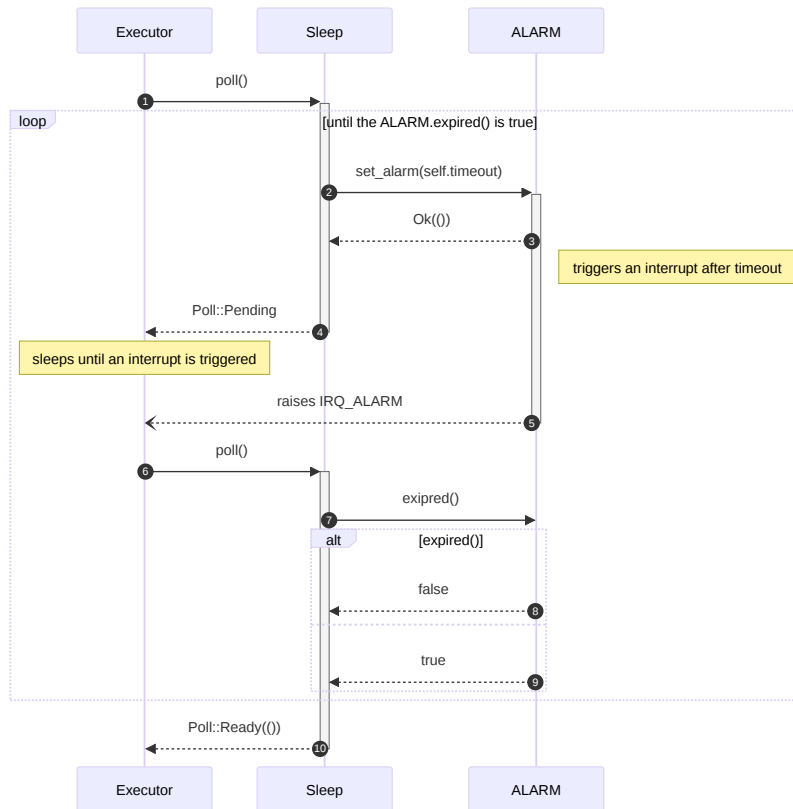 Executor Sleep ALARM
poll()
1
loop [until the ALARM.expired() is true]
set_alarm(self.timeout)
2
Ok(())
3
triggers an interrupt after timeout
Poll::Pending
4
sleeps until an interrupt is triggered
raises IRQ_ALARM
5
poll()
6
exipred()
7
alt [expired()]
false
8
true
9
Poll::Ready(())
10
Executor Sleep ALARM